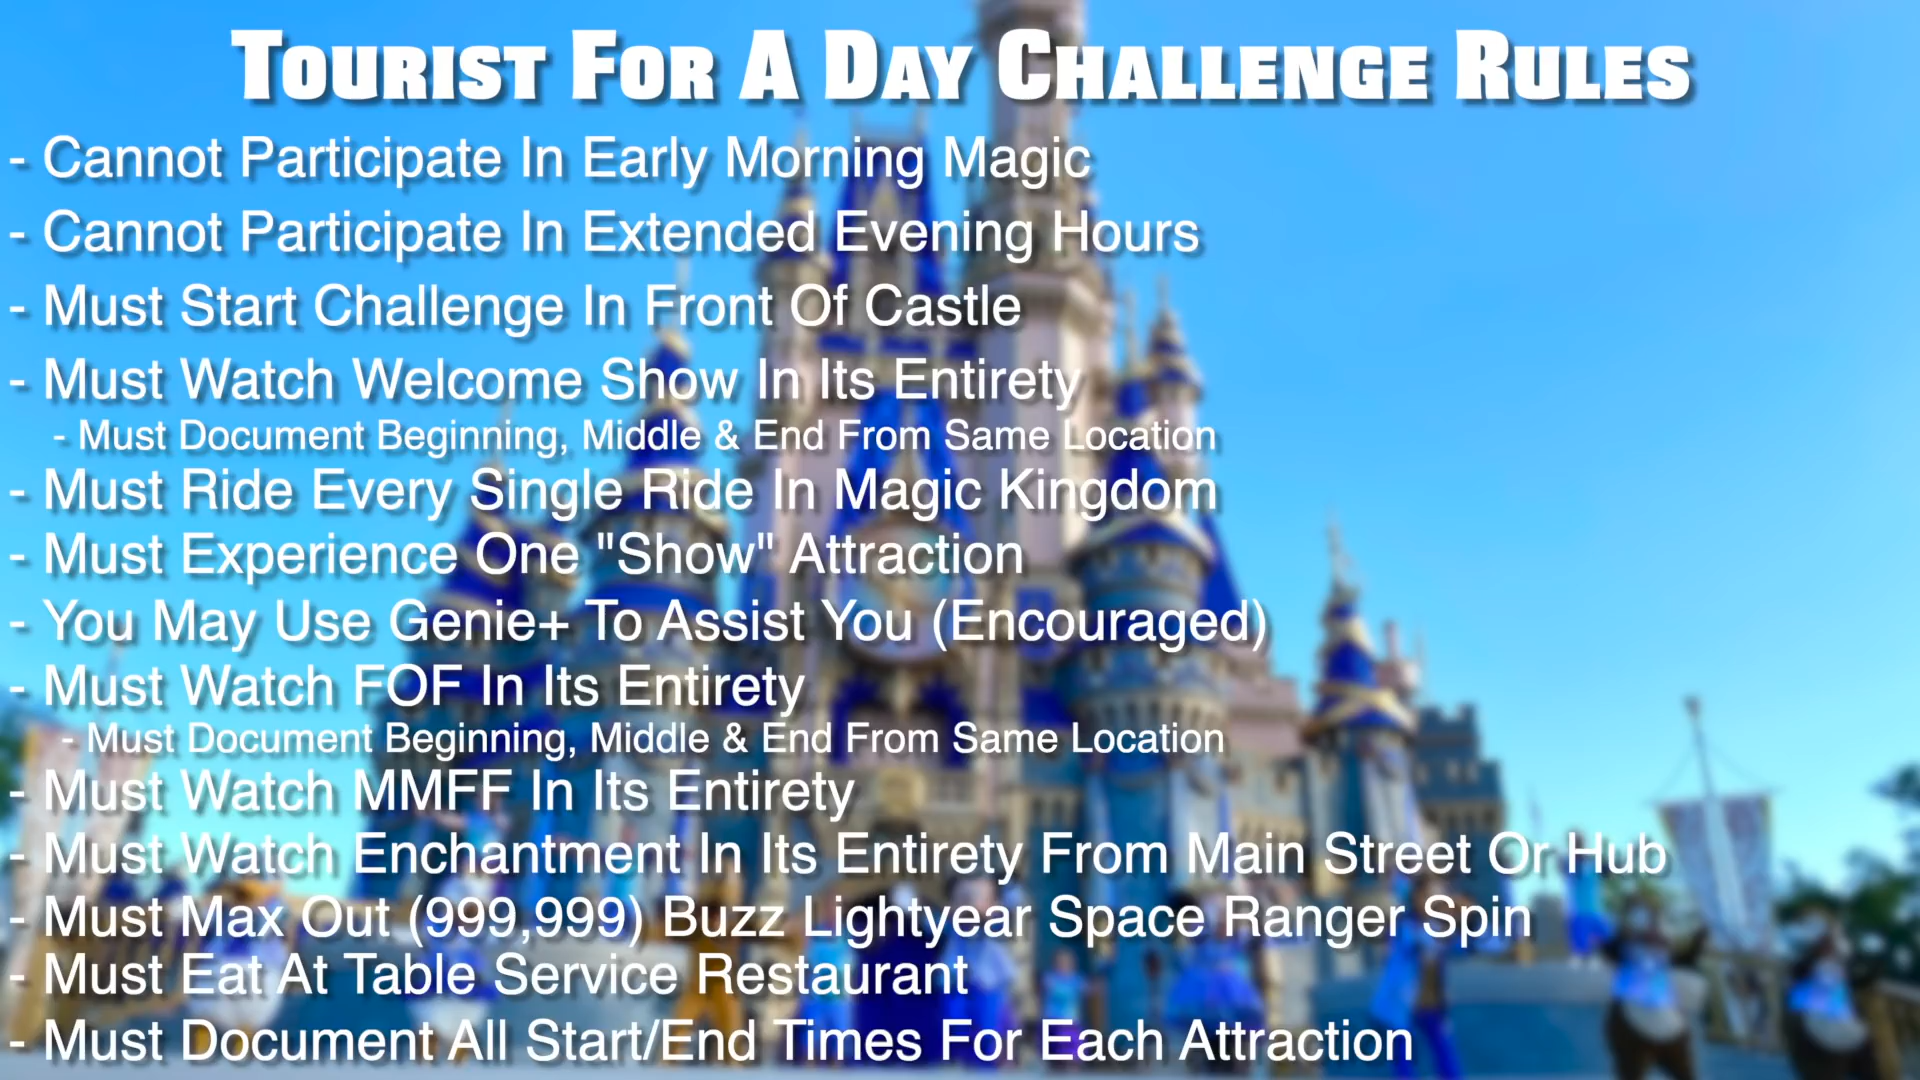 Tourist For A Day Challenge Rules
- Cannot Participate In Early Morning Magic
- Cannot Participate In Extended Evening Hours
- Must Start Challenge In Front Of Castle
- Must Watch Welcome Show In Its Entirety
- Must Document Beginning, Middle & End From Same Location
- Must Ride Every Single Ride In Magic Kingdom
- Must Experience One "Show" Attraction
- You May Use Genie+ To Assist You (Encouraged)
- Must Watch FOF In Its Entirety
- Must Document Beginning, Middle & End From Same Location
- Must Watch MMFF In Its Entirety
- Must Watch Enchantment In Its Entirety From Main Street Or Hub
- Must Max Out (999,999) Buzz Lightyear Space Ranger Spin
- Must Eat At Table Service Restaurant
- Must Document All Start/End Times For Each Attraction